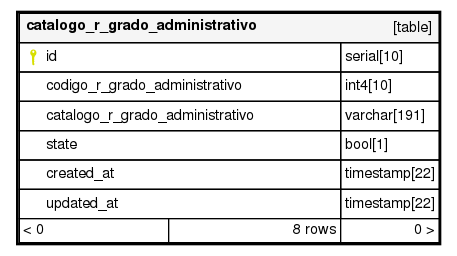 catalogo_r_grado_administrativo [table]
id serial[10]
codigo_r_grado_administrativo int4[10]
catalogo_r_grado_administrativo varchar[191]
state bool[1]
created_at timestamp[22]
updated_at timestamp[22]
< 0 8 rows 0 >